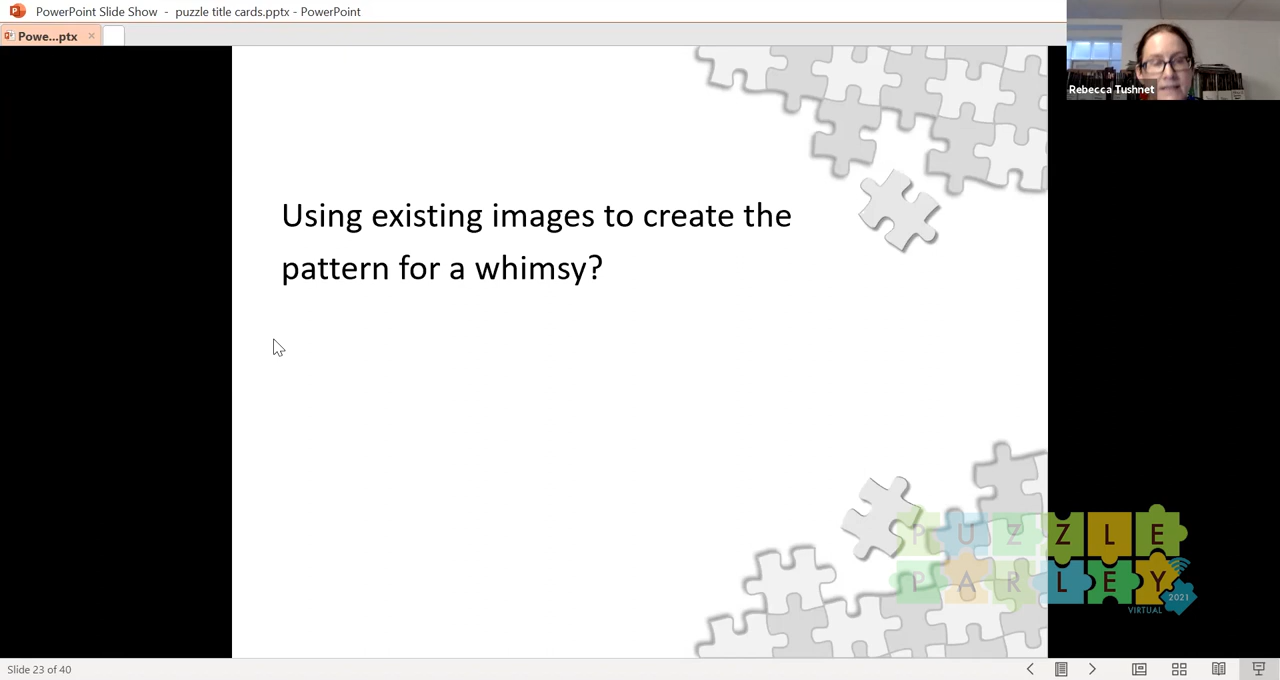 PowerPoint Slide Show - puzzle title cards.pptx - PowerPoint
Powe...ptx
Rebecca Tushnet
Using existing images to create the
pattern for a whimsy?
PUZZLE
PARLEY
VIRTUAL 2021
Slide 23 of 40